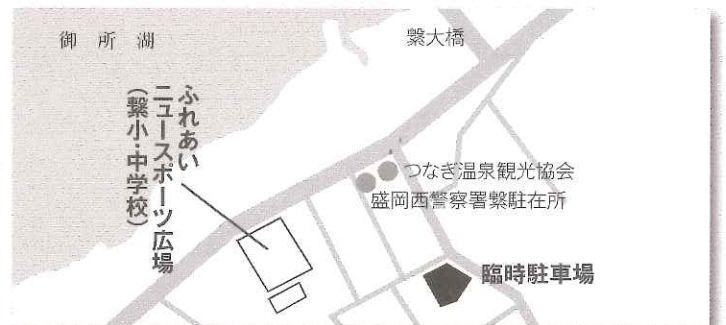 御所湖
繋大橋
ふれあい
ニュースポーツ広場
（繋小・中学校）
つなぎ温泉観光協会
盛岡西警察署繋駐在所
臨時駐車場